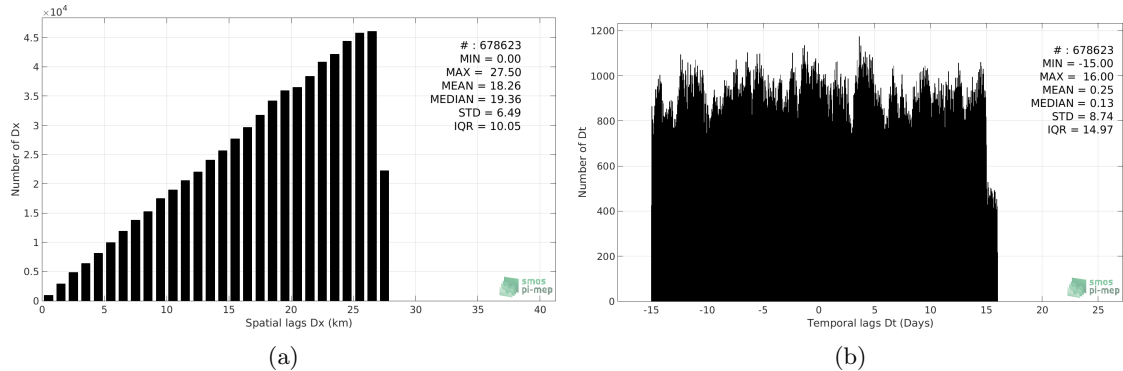 ×10⁴
4.5
4
3.5
3
2.5
2
1.5
1
0.5
0
Number of Dx
0 5 10 15 20 25 30 35 40
Spatial lags Dx (km)
# : 678623
MIN = 0.00
MAX = 27.50
MEAN = 18.26
MEDIAN = 19.36
STD = 6.49
IQR = 10.05
smos
pi-mep
(a)
1200
1000
800
600
400
200
0
Number of Dt
-15 -10 -5 0 5 10 15 20 25
Temporal lags Dt (Days)
# : 678623
MIN = -15.00
MAX = 16.00
MEAN = 0.25
MEDIAN = 0.13
STD = 8.74
IQR = 14.97
smos
pi-mep
(b)